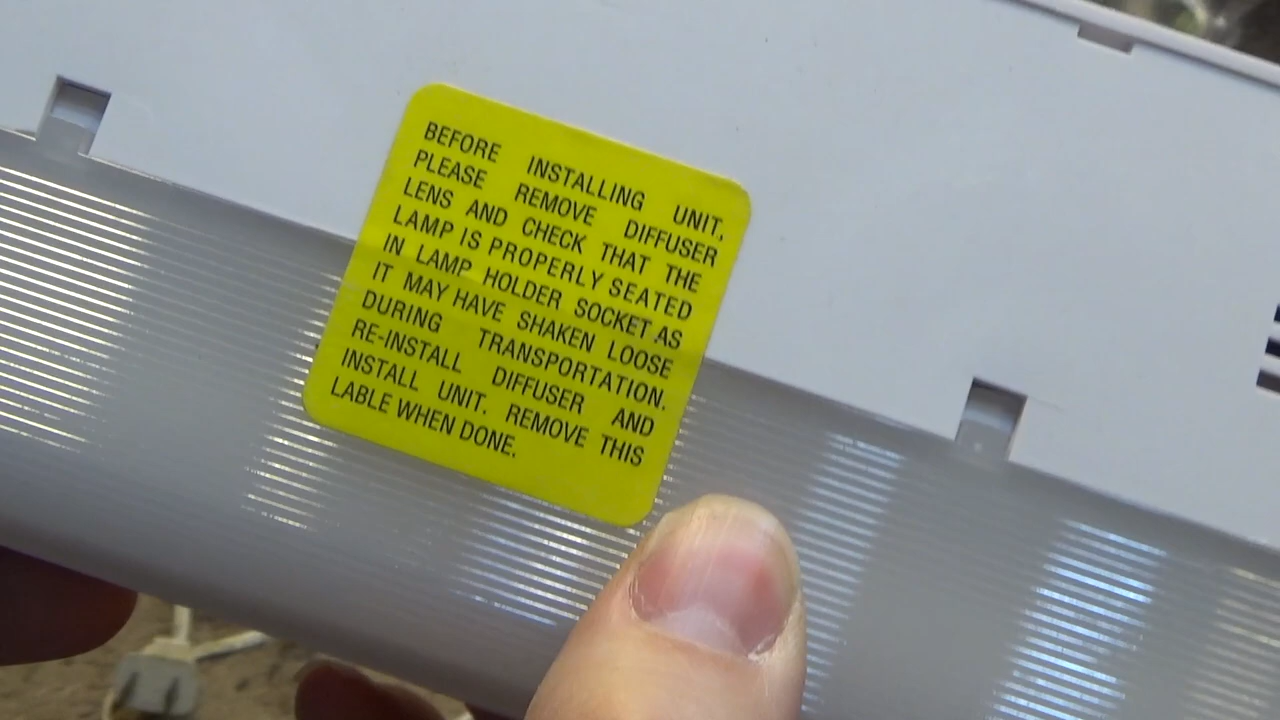 BEFORE INSTALLING UNIT,
PLEASE REMOVE DIFFUSER
LENS AND CHECK THAT THE
LAMP IS PROPERLY SEATED
IN LAMP HOLDER SOCKET AS
IT MAY HAVE SHAKEN LOOSE
DURING TRANSPORTATION.
RE-INSTALL DIFFUSER AND
INSTALL UNIT. REMOVE THIS
LABLE WHEN DONE.